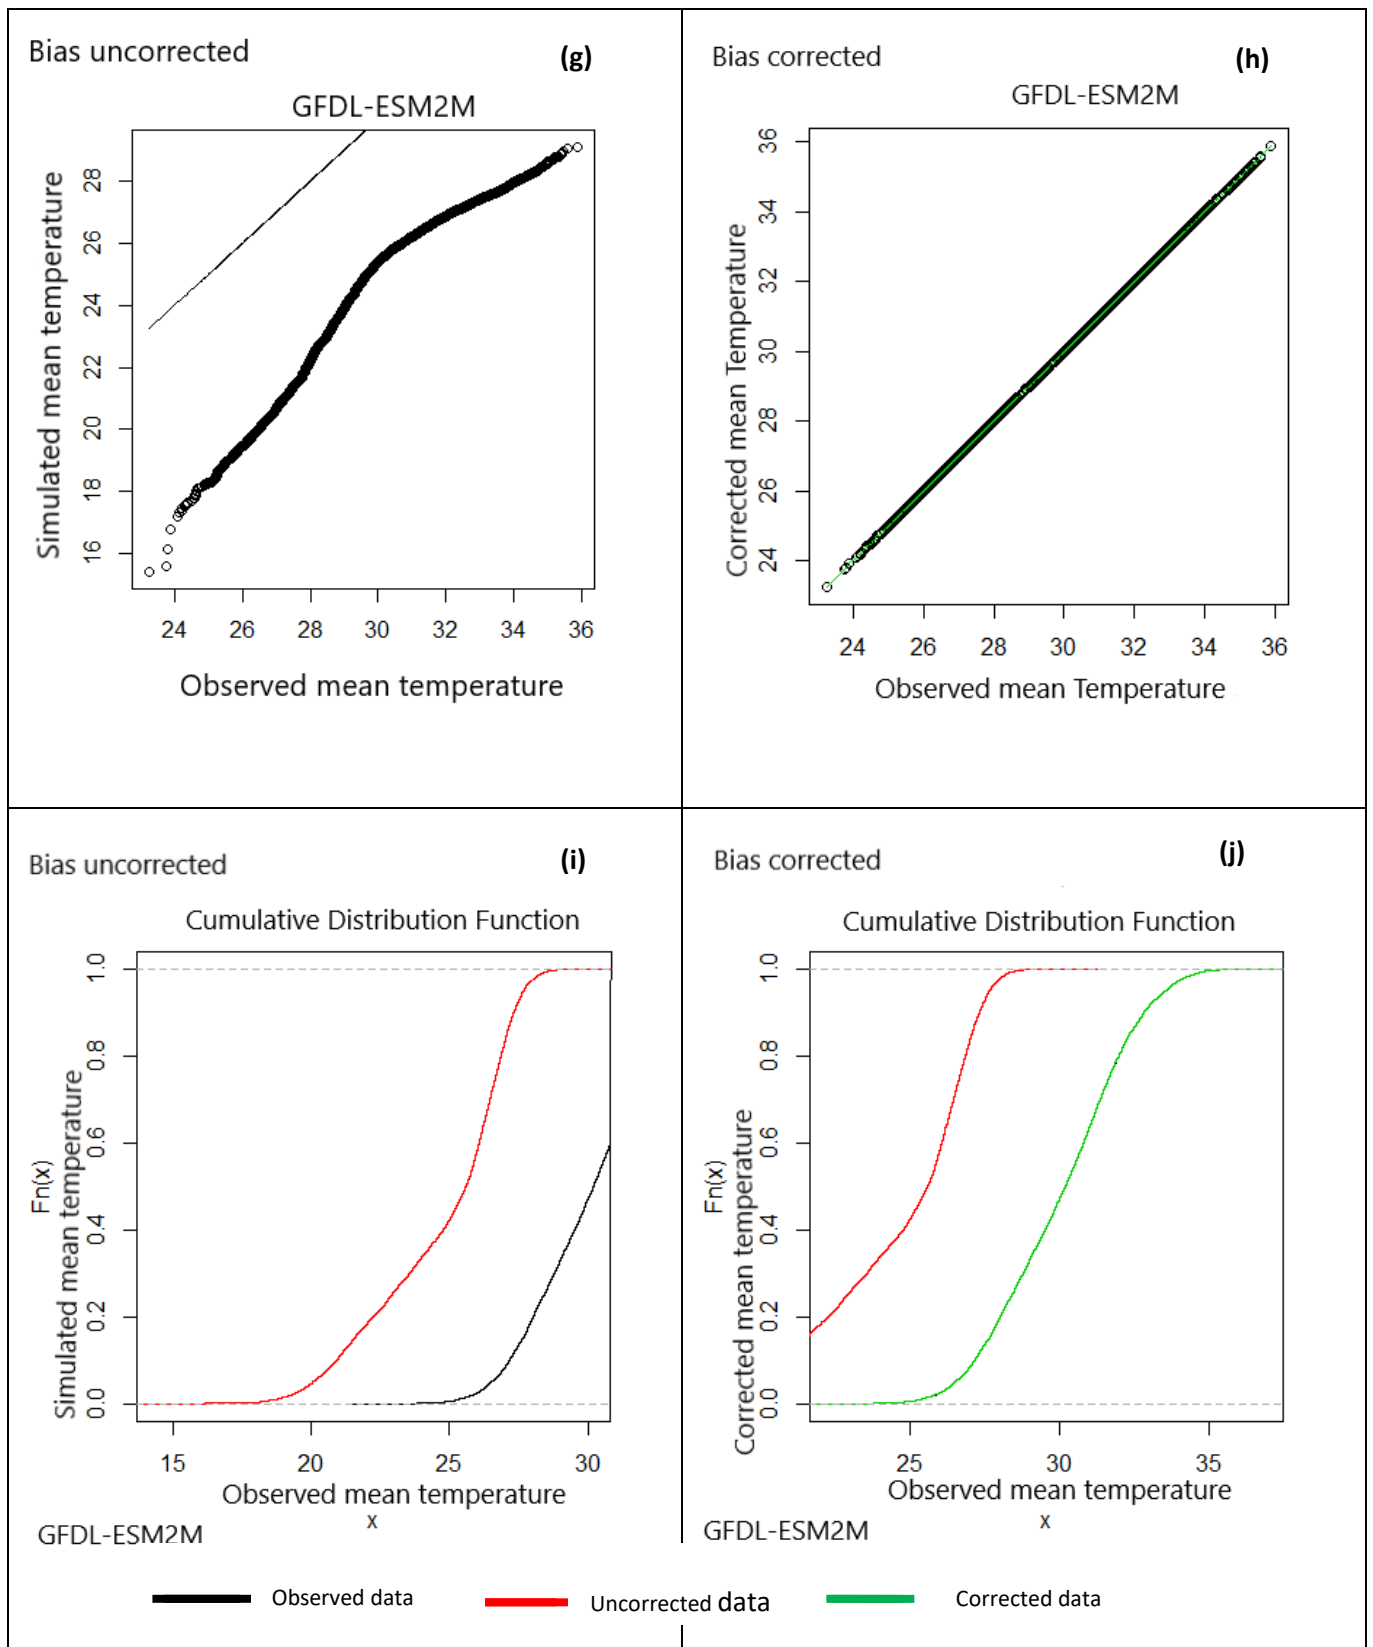 Bias uncorrected
(g)
GFDL-ESM2M
Simulated mean temperature
28
26
24
22
20
18
16
24 26 28 30 32 34 36
Observed mean temperature
Bias corrected
(h)
GFDL-ESM2M
Corrected mean Temperature
36
34
32
30
28
26
24
24 26 28 30 32 34 36
Observed mean Temperature
Bias uncorrected
(i)
Cumulative Distribution Function
Fn(x)
Simulated mean temperature
1.0
0.8
0.6
0.4
0.2
0.0
15 20 25 30
Observed mean temperature
x
GFDL-ESM2M
Bias corrected
(j)
Cumulative Distribution Function
Fn(x)
Corrected mean temperature
1.0
0.8
0.6
0.4
0.2
0.0
25 30 35
Observed mean temperature
x
GFDL-ESM2M
Observed data
Uncorrected data
Corrected data